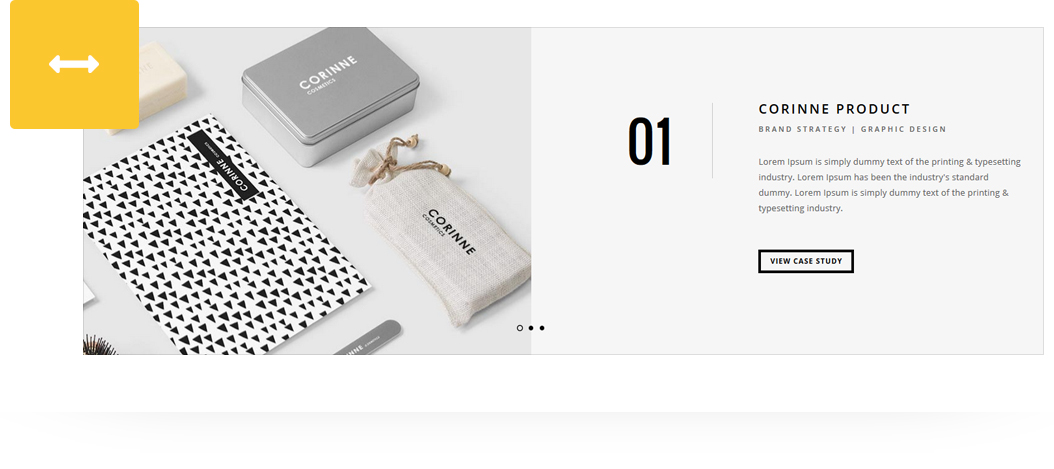 CORINNE
COSMETICS
CORINNE
COSMETICS
CORINNE
COSMETICS
01
CORINNE PRODUCT
BRAND STRATEGY | GRAPHIC DESIGN
Lorem Ipsum is simply dummy text of the printing & typesetting
industry. Lorem Ipsum has been the industry's standard
dummy. Lorem Ipsum is simply dummy text of the printing &
typesetting industry.
VIEW CASE STUDY